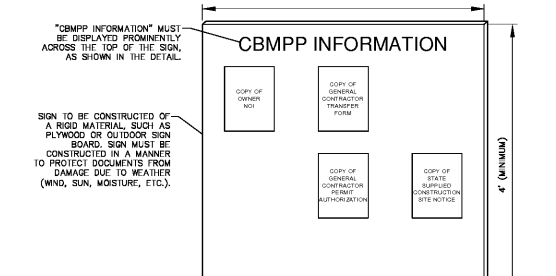 "CBMPP INFORMATION" MUST
BE DISPLAYED PROMINENTLY
ACROSS THE TOP OF THE SIGN,
AS SHOWN IN THE DETAIL.
CBMPP INFORMATION
COPY OF
OWNER
NOI
COPY OF
GENERAL
CONTRACTOR
TRANSFER
FORM
SIGN TO BE CONSTRUCTED OF
A RIGID MATERIAL, SUCH AS
PLYWOOD OR OUTDOOR SIGN
BOARD. SIGN MUST BE
CONSTRUCTED IN A MANNER
TO PROTECT DOCUMENTS FROM
DAMAGE DUE TO WEATHER
(WIND, SUN, MOISTURE, ETC.).
COPY OF
GENERAL
CONTRACTOR
PERMIT
AUTHORIZATION
COPY OF
STATE
SUPPLIED
CONSTRUCTION
SITE NOTICE
4' (MINIMUM)